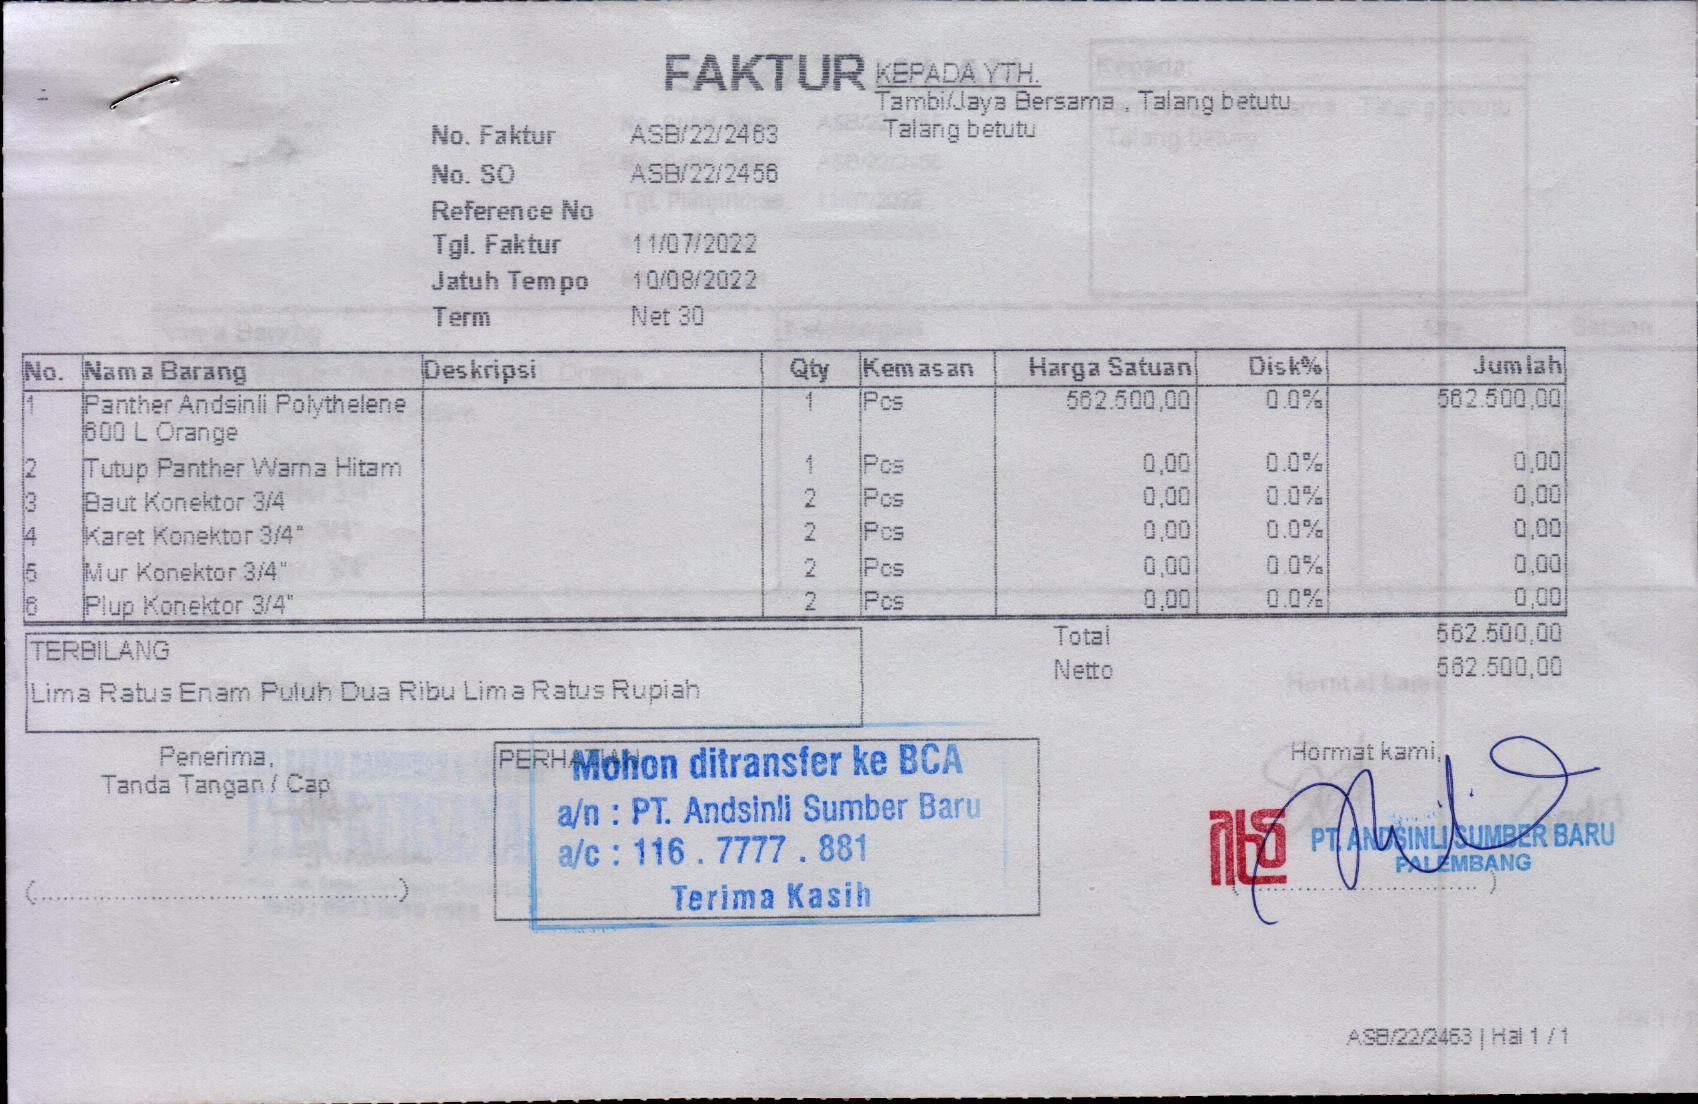 FAKTUR
KEPADA YTH.
Tambi/Jaya Bersama , Talang betutu
Talang betutu
No. Faktur ASB/22/2463
No. SO ASB/22/2456
Reference No
Tgl. Faktur 11/07/2022
Jatuh Tempo 10/08/2022
Term Net 30
No. Nama Barang Deskripsi Qty Kemasan Harga Satuan Disk% Jumlah
1 Panther Andsinli Polythelene 1 Pcs 562.500,00 0.0% 562.500,00
600 L Orange
2 Tutup Panther Warna Hitam 1 Pcs 0,00 0.0% 0,00
3 Baut Konektor 3/4 2 Pcs 0,00 0.0% 0,00
4 Karet Konektor 3/4" 2 Pcs 0,00 0.0% 0,00
5 Mur Konektor 3/4" 2 Pcs 0,00 0.0% 0,00
6 Plup Konektor 3/4" 2 Pcs 0,00 0.0% 0,00
Total 562.500,00
Netto 562.500,00
TERBILANG
Lima Ratus Enam Puluh Dua Ribu Lima Ratus Rupiah
Penerima,
Tanda Tangan / Cap
(....................................................)
PERHATIAN
Mohon ditransfer ke BCA
a/n : PT. Andsinli Sumber Baru
a/c : 116 . 7777 . 881
Terima Kasih
Hormat kami,
PT. ANDSINLI SUMBER BARU
PALEMBANG
ASB/22/2463 | Hal 1 / 1